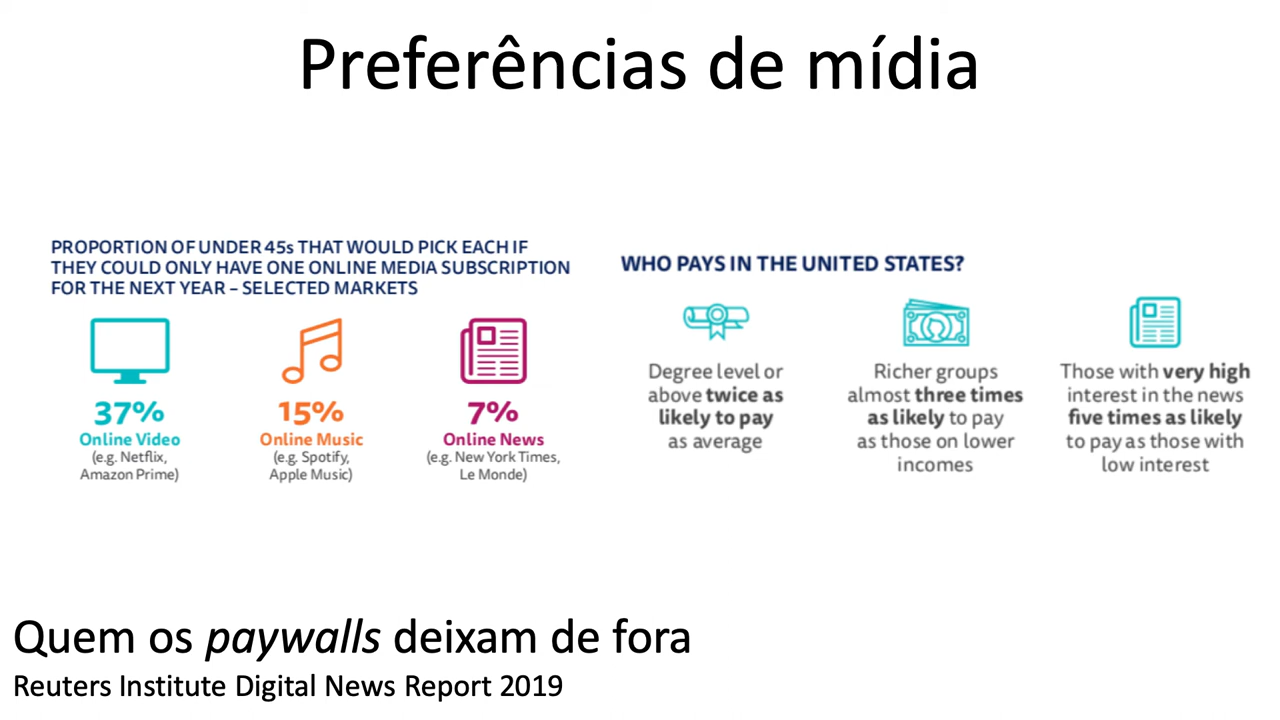 Preferências de mídia
PROPORTION OF UNDER 45s THAT WOULD PICK EACH IF
THEY COULD ONLY HAVE ONE ONLINE MEDIA SUBSCRIPTION
FOR THE NEXT YEAR – SELECTED MARKETS
37%
Online Video
(e.g. Netflix,
Amazon Prime)
15%
Online Music
(e.g. Spotify,
Apple Music)
7%
Online News
(e.g. New York Times,
Le Monde)
WHO PAYS IN THE UNITED STATES?
Degree level or
above twice as
likely to pay
as average
Richer groups
almost three times
as likely to pay
as those on lower
incomes
Those with very high
interest in the news
five times as likely
to pay as those with
low interest
Quem os paywalls deixam de fora
Reuters Institute Digital News Report 2019